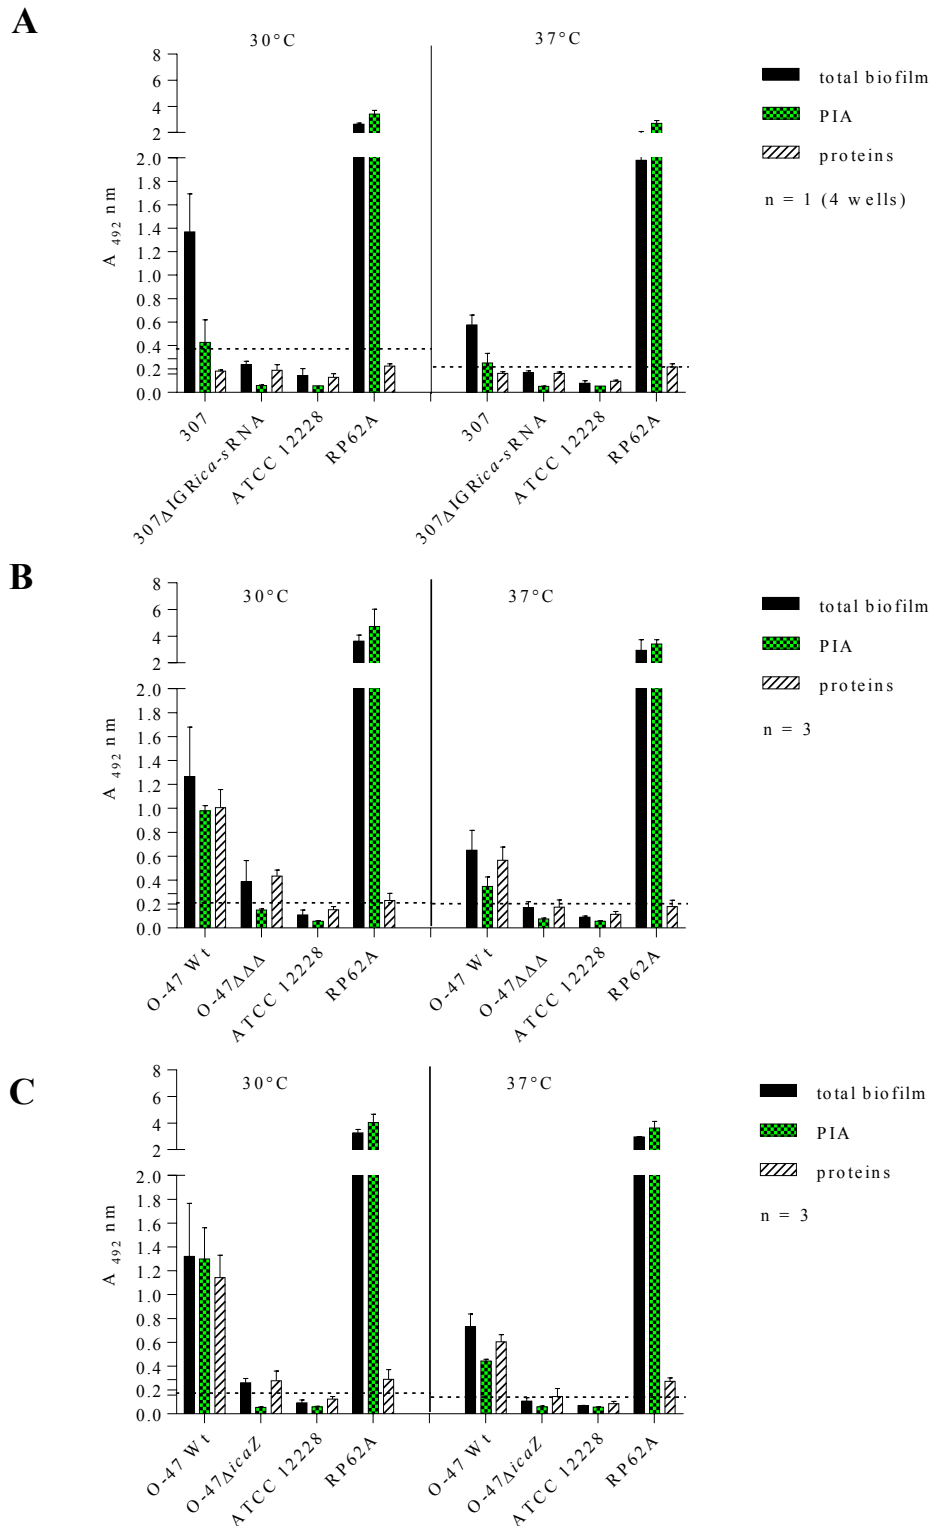 A
30°C
37°C
8
6
4
2
2.0
1.8
1.6
1.4
1.2
1.0
0.8
0.6
0.4
0.2
0.0
A 492 nm
307
307ΔIGRica-sRNA
ATCC 12228
RP62A
307
307ΔIGRica-sRNA
ATCC 12228
RP62A
total biofilm
PIA
proteins
n = 1 (4 wells)
B
30°C
37°C
8
6
4
2
2.0
1.8
1.6
1.4
1.2
1.0
0.8
0.6
0.4
0.2
0.0
A 492 nm
O-47 Wt
O-47ΔΔΔ
ATCC 12228
RP62A
O-47 Wt
O-47ΔΔΔ
ATCC 12228
RP62A
total biofilm
PIA
proteins
n = 3
C
30°C
37°C
8
6
4
2
2.0
1.8
1.6
1.4
1.2
1.0
0.8
0.6
0.4
0.2
0.0
A 492 nm
O-47 Wt
O-47ΔicaZ
ATCC 12228
RP62A
O-47 Wt
O-47ΔicaZ
ATCC 12228
RP62A
total biofilm
PIA
proteins
n = 3